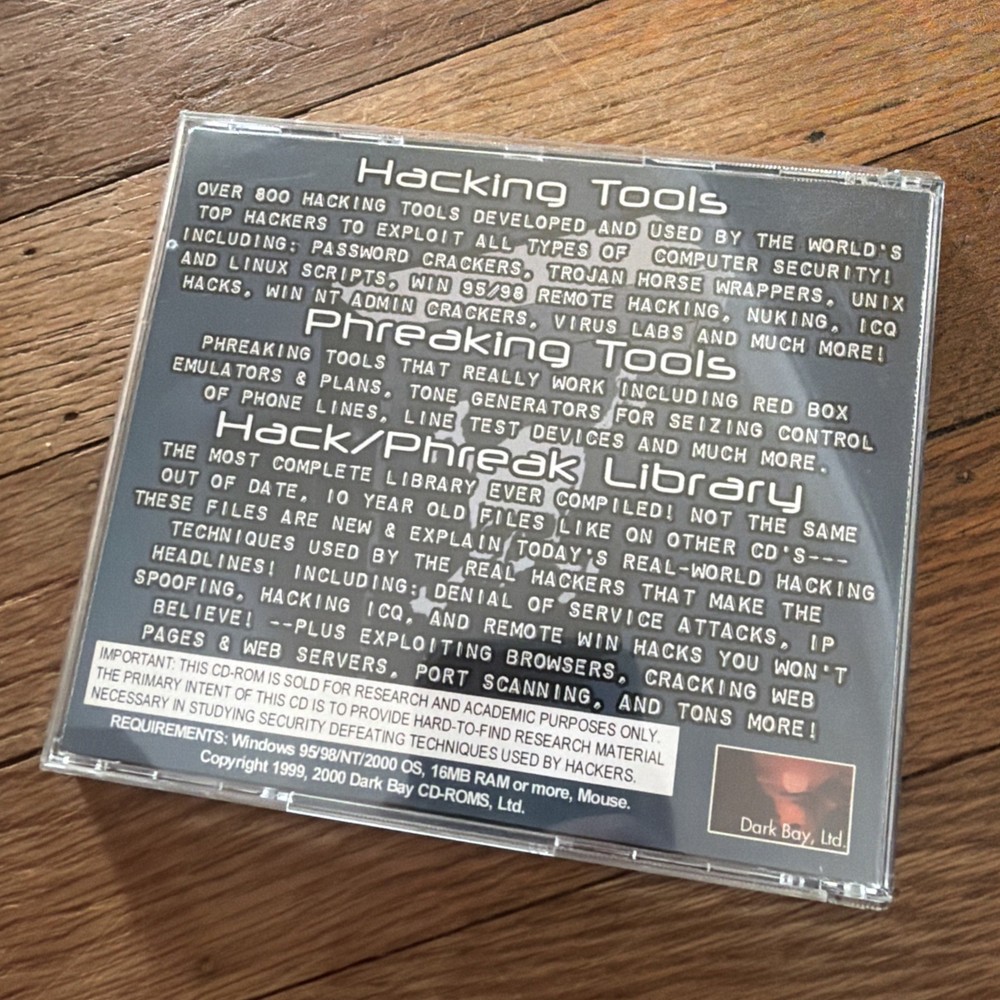 Hacking Tools
OVER 800 HACKING TOOLS DEVELOPED AND USED BY THE WORLD'S
TOP HACKERS TO EXPLOIT ALL TYPES OF COMPUTER SECURITY!
INCLUDING: PASSWORD CRACKERS, TROJAN HORSE WRAPPERS, UNIX
AND LINUX SCRIPTS, WIN 95/98 REMOTE HACKING, NUKING, ICQ
HACKS, WIN NT ADMIN CRACKERS, VIRUS LABS AND MUCH MORE!
Phreaking Tools
PHREAKING TOOLS THAT REALLY WORK INCLUDING RED BOX
EMULATORS & PLANS, TONE GENERATORS FOR SEIZING CONTROL
OF PHONE LINES, LINE TEST DEVICES AND MUCH MORE.
Hack/Phreak Library
THE MOST COMPLETE LIBRARY EVER COMPILED! NOT THE SAME
OUT OF DATE, 10 YEAR OLD FILES LIKE ON OTHER CD'S---
THESE FILES ARE NEW & EXPLAIN TODAY'S REAL-WORLD HACKING
TECHNIQUES USED BY THE REAL HACKERS THAT MAKE THE
HEADLINES! INCLUDING: DENIAL OF SERVICE ATTACKS, IP
SPOOFING, HACKING ICQ, AND REMOTE WIN HACKS YOU WON'T
BELIEVE! --PLUS EXPLOITING BROWSERS, CRACKING WEB
PAGES & WEB SERVERS, PORT SCANNING, AND TONS MORE!
IMPORTANT: THIS CD-ROM IS SOLD FOR RESEARCH AND ACADEMIC PURPOSES ONLY.
THE PRIMARY INTENT OF THIS CD IS TO PROVIDE HARD-TO-FIND RESEARCH MATERIAL
NECESSARY IN STUDYING SECURITY DEFEATING TECHNIQUES USED BY HACKERS.
REQUIREMENTS: Windows 95/98/NT/2000 OS, 16MB RAM or more, Mouse.
Copyright 1999, 2000 Dark Bay CD-ROMS, Ltd.
Dark Bay, Ltd.